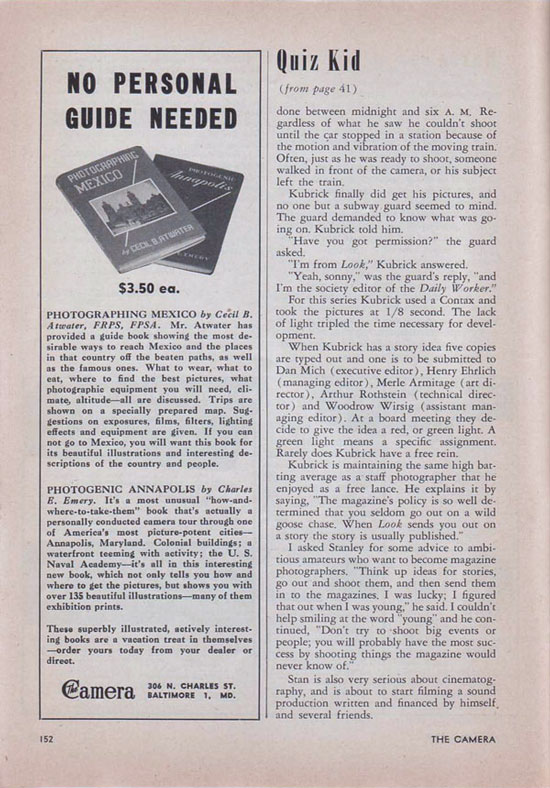 NO PERSONAL
GUIDE NEEDED
PHOTOGRAPHING
MEXICO
by CECIL B. ATWATER
PHOTOGENIC
Annapolis
EMERY
$3.50 ea.
PHOTOGRAPHING MEXICO by Cecil B.
Atwater, FRPS, FPSA. Mr. Atwater has
provided a guide book showing the most de-
sirable ways to reach Mexico and the places
in that country off the beaten paths, as well
as the famous ones. What to wear, what to
eat, where to find the best pictures, what
photographic equipment you will need, cli-
mate, altitude—all are discussed. Trips are
shown on a specially prepared map. Sug-
gestions on exposures, films, filters, lighting
effects and equipment are given. If you can
not go to Mexico, you will want this book for
its beautiful illustrations and interesting de-
scriptions of the country and people.
PHOTOGENIC ANNAPOLIS by Charles
E. Emery. It's a most unusual "how-and-
where-to-take-them" book that's actually a
personally conducted camera tour through one
of America's most picture-potent cities—
Annapolis, Maryland. Colonial buildings; a
waterfront teeming with activity; the U. S.
Naval Academy—it's all in this interesting
new book, which not only tells you how and
where to get the pictures, but shows you with
over 135 beautiful illustrations—many of them
exhibition prints.
These superbly illustrated, actively interest-
ing books are a vacation treat in themselves
—order yours today from your dealer or
direct.
The Camera
306 N. CHARLES ST.
BALTIMORE 1, MD.
Quiz Kid
(from page 41)
done between midnight and six A. M. Re-
gardless of what he saw he couldn't shoot
until the car stopped in a station because of
the motion and vibration of the moving train.
Often, just as he was ready to shoot, someone
walked in front of the camera, or his subject
left the train.
Kubrick finally did get his pictures, and
no one but a subway guard seemed to mind.
The guard demanded to know what was go-
ing on. Kubrick told him.
"Have you got permission?" the guard
asked.
"I'm from Look," Kubrick answered.
"Yeah, sonny," was the guard's reply, "and
I'm the society editor of the Daily Worker."
For this series Kubrick used a Contax and
took the pictures at 1/8 second. The lack
of light tripled the time necessary for devel-
opment.
When Kubrick has a story idea five copies
are typed out and one is to be submitted to
Dan Mich (executive editor), Henry Ehrlich
(managing editor), Merle Armitage (art di-
rector), Arthur Rothstein (technical direc-
tor) and Woodrow Wirsig (assistant man-
aging editor). At a board meeting they de-
cide to give the idea a red, or green light. A
green light means a specific assignment.
Rarely does Kubrick have a free rein.
Kubrick is maintaining the same high bat-
ting average as a staff photographer that he
enjoyed as a free lance. He explains it by
saying, "The magazine's policy is so well de-
termined that you seldom go out on a wild
goose chase. When Look sends you out on
a story the story is usually published."
I asked Stanley for some advice to ambi-
tious amateurs who want to become magazine
photographers. "Think up ideas for stories,
go out and shoot them, and then send them
in to the magazines. I was lucky; I figured
that out when I was young," he said. I couldn't
help smiling at the word "young" and he con-
tinued, "Don't try to shoot big events or
people; you will probably have the most suc-
cess by shooting things the magazine would
never know of."
Stan is also very serious about cinematog-
raphy, and is about to start filming a sound
production written and financed by himself
and several friends.
152
THE CAMERA